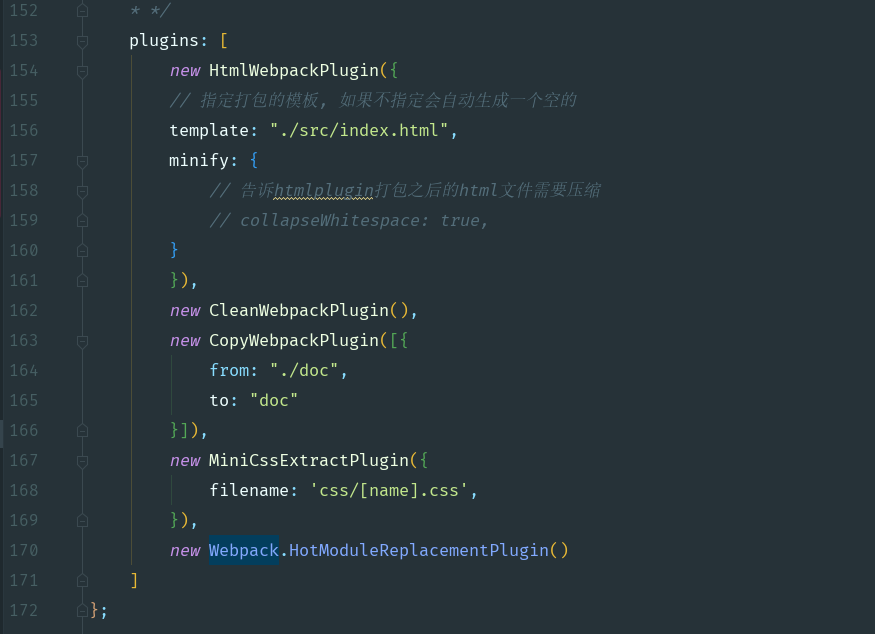 152 * */
153 plugins: [
154 new HtmlWebpackPlugin({
155 // 指定打包的模板, 如果不指定会自动生成一个空的
156 template: "./src/index.html",
157 minify: {
158 // 告诉htmlplugin打包之后的html文件需要压缩
159 // collapseWhitespace: true,
160 }
161 }),
162 new CleanWebpackPlugin(),
163 new CopyWebpackPlugin([{
164 from: "./doc",
165 to: "doc"
166 }]),
167 new MiniCssExtractPlugin({
168 filename: 'css/[name].css',
169 }),
170 new Webpack.HotModuleReplacementPlugin()
171 ]
172 };